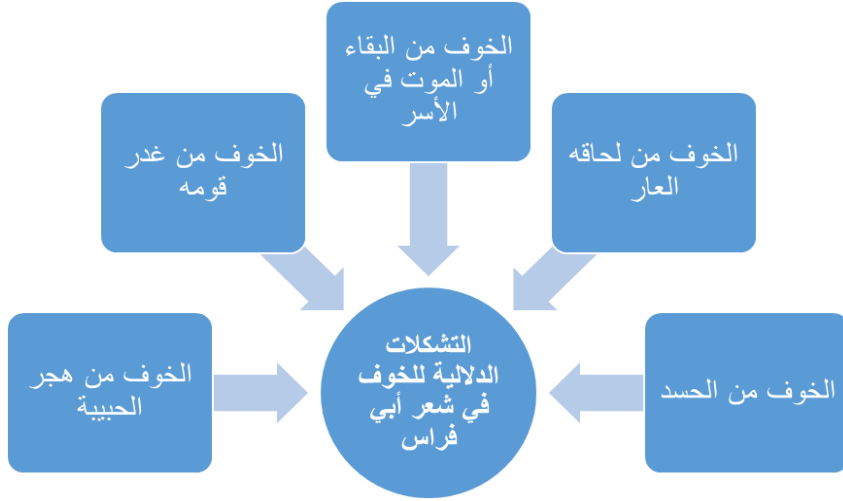 الخوف من البقاء
أو الموت في
الأسر
الخوف من لحاقه
العار
الخوف من غدر
قومه
الخوف من الحسد
التشكلات
الدلالية للخوف
في شعر أبي
فراس
الخوف من هجر
الحبيبة